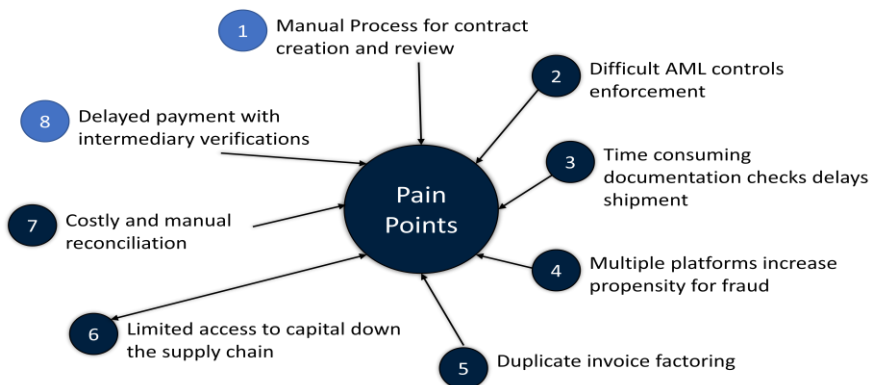 1
Manual Process for contract
creation and review
2
Difficult AML controls
enforcement
3
Time consuming
documentation checks delays
shipment
4
Multiple platforms increase
propensity for fraud
5
Duplicate invoice factoring
6
Limited access to capital down
the supply chain
7
Costly and manual
reconciliation
8
Delayed payment with
intermediary verifications
Pain
Points